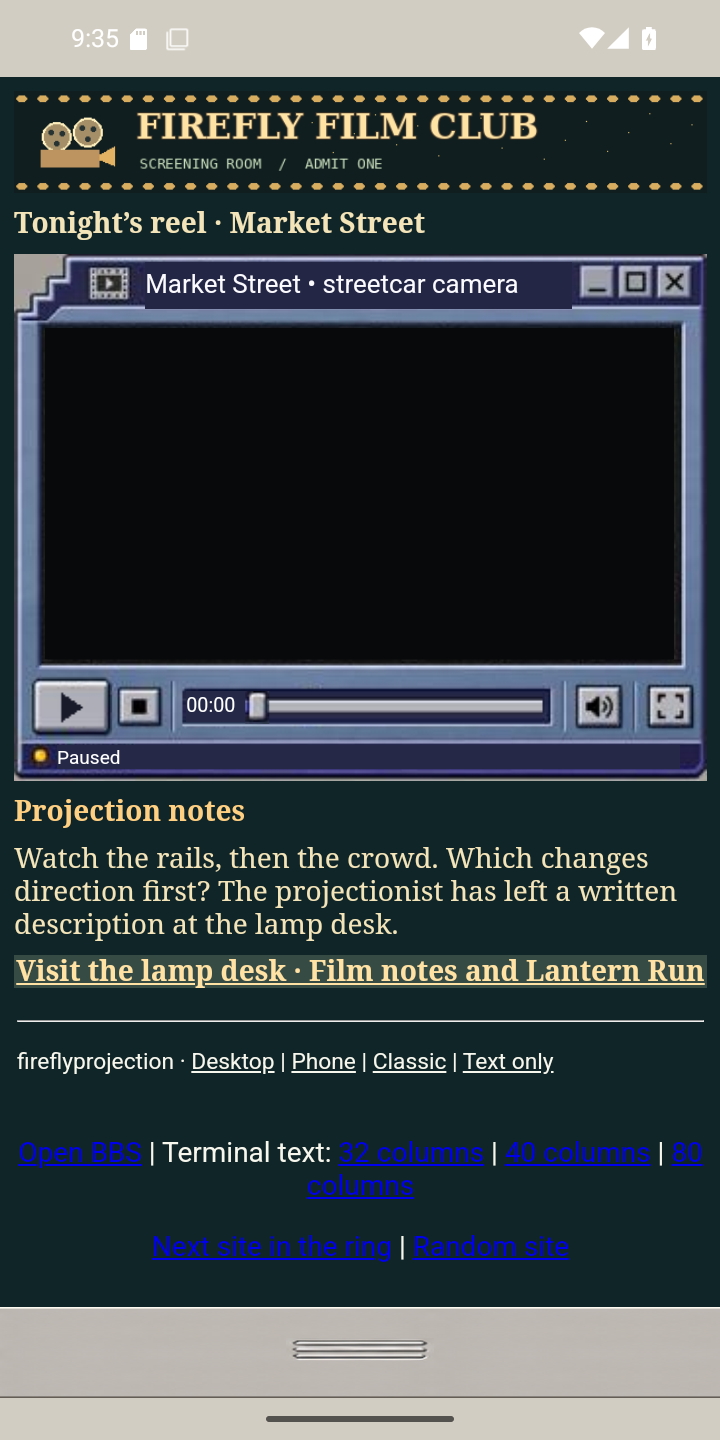 9:35
FIREFLY FILM CLUB
SCREENING ROOM / ADMIT ONE
Tonight’s reel · Market Street
Market Street • streetcar camera
00:00
Paused
Projection notes
Watch the rails, then the crowd. Which changes
direction first? The projectionist has left a written
description at the lamp desk.
Visit the lamp desk · Film notes and Lantern Run
fireflyprojection · Desktop | Phone | Classic | Text only
Open BBS | Terminal text: 32 columns | 40 columns | 80
columns
Next site in the ring | Random site